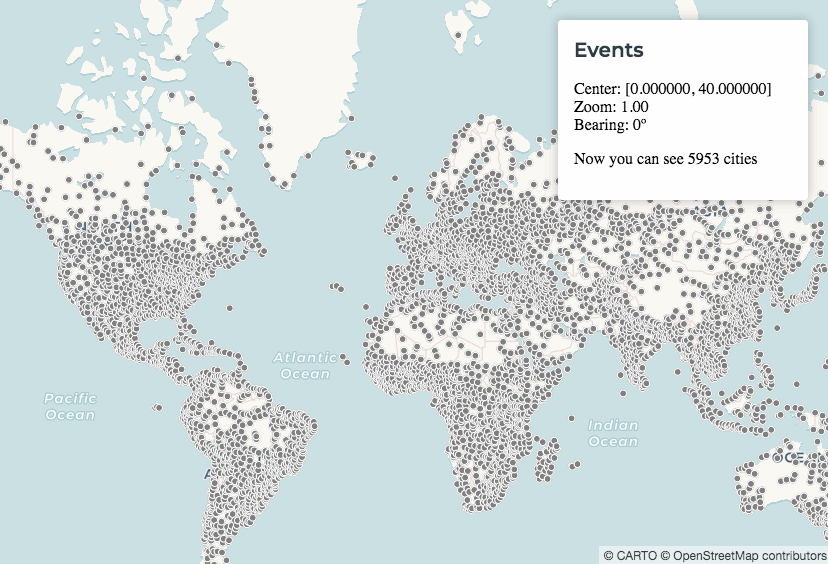 Events
Center: [0.000000, 40.000000]
Zoom: 1.00
Bearing: 0º
Now you can see 5953 cities
Atlantic
Ocean
Pacific
Ocean
Indian
Ocean
© CARTO © OpenStreetMap contributors